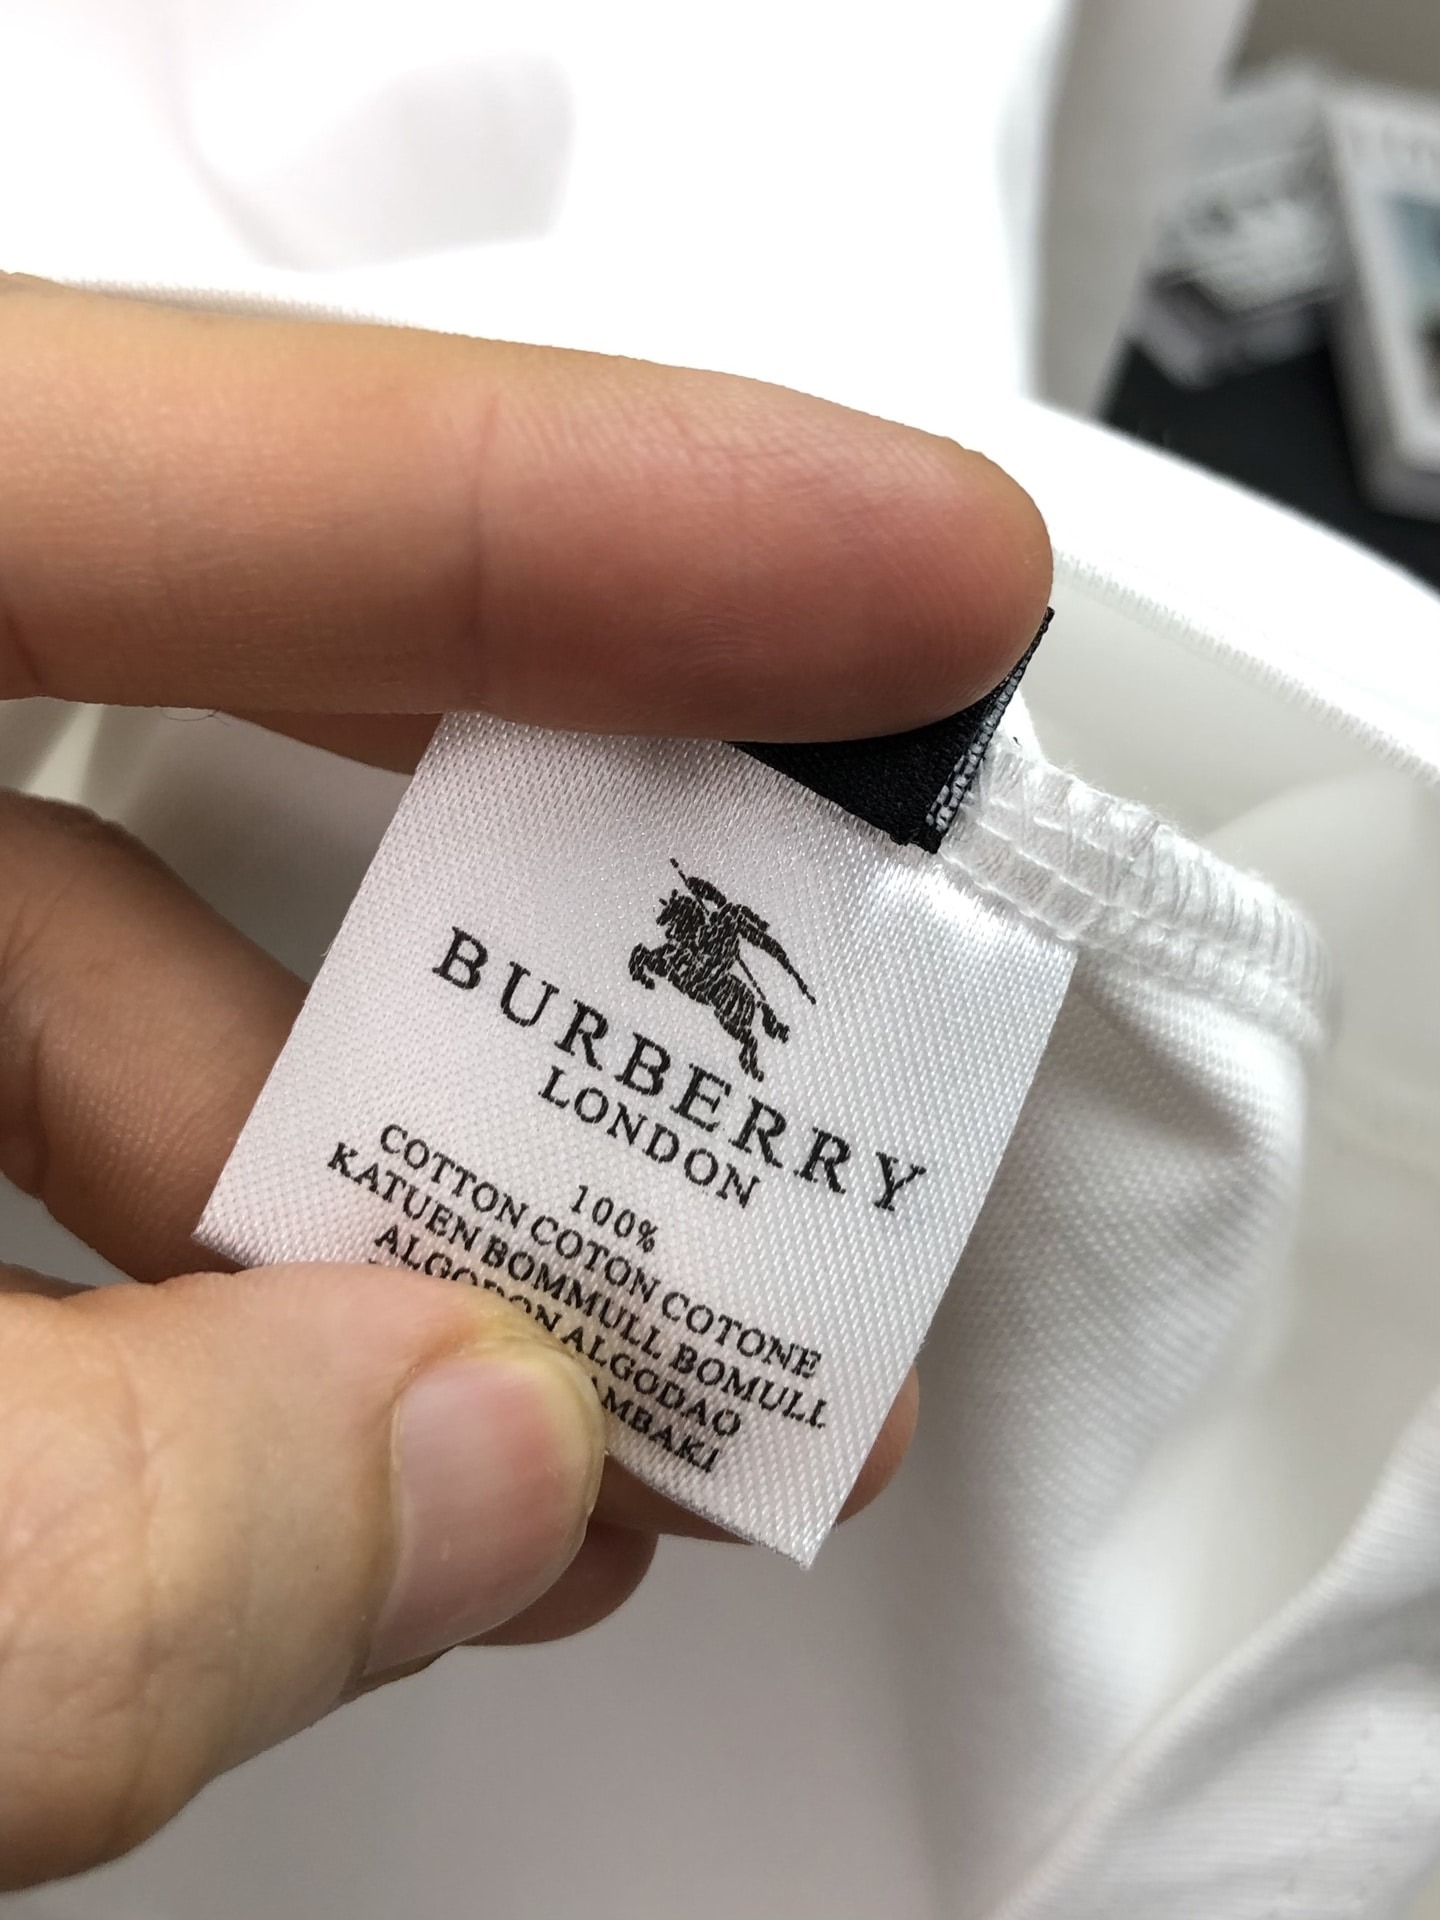 BURBERRY
LONDON
100%
COTTON COTON COTONE
KATUEN BOMMULL BOMULL
ALGODON ALGODAO